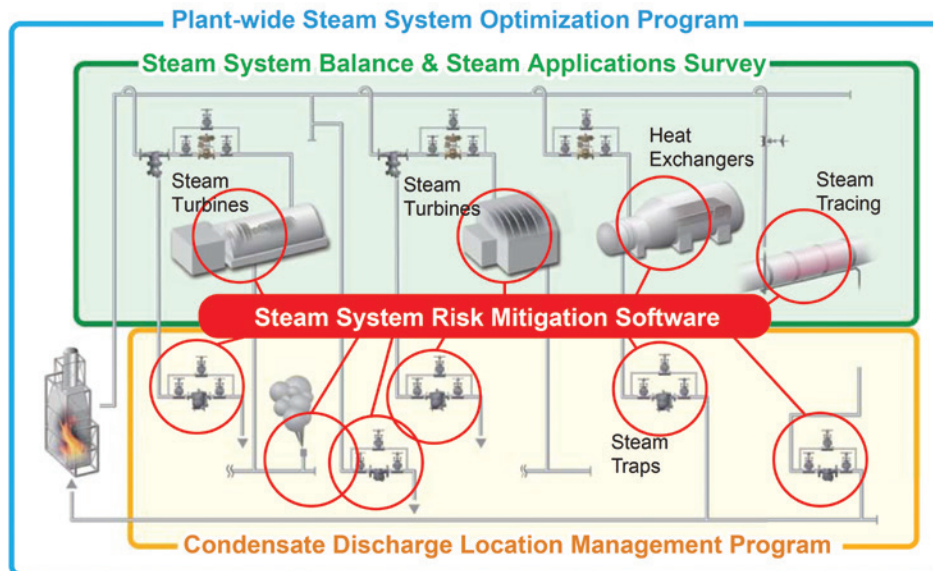 Plant-wide Steam System Optimization Program
Steam System Balance & Steam Applications Survey
Heat
Exchangers
Steam
Tracing
Steam
Turbines
Steam
Turbines
Steam System Risk Mitigation Software
Steam
Traps
Condensate Discharge Location Management Program